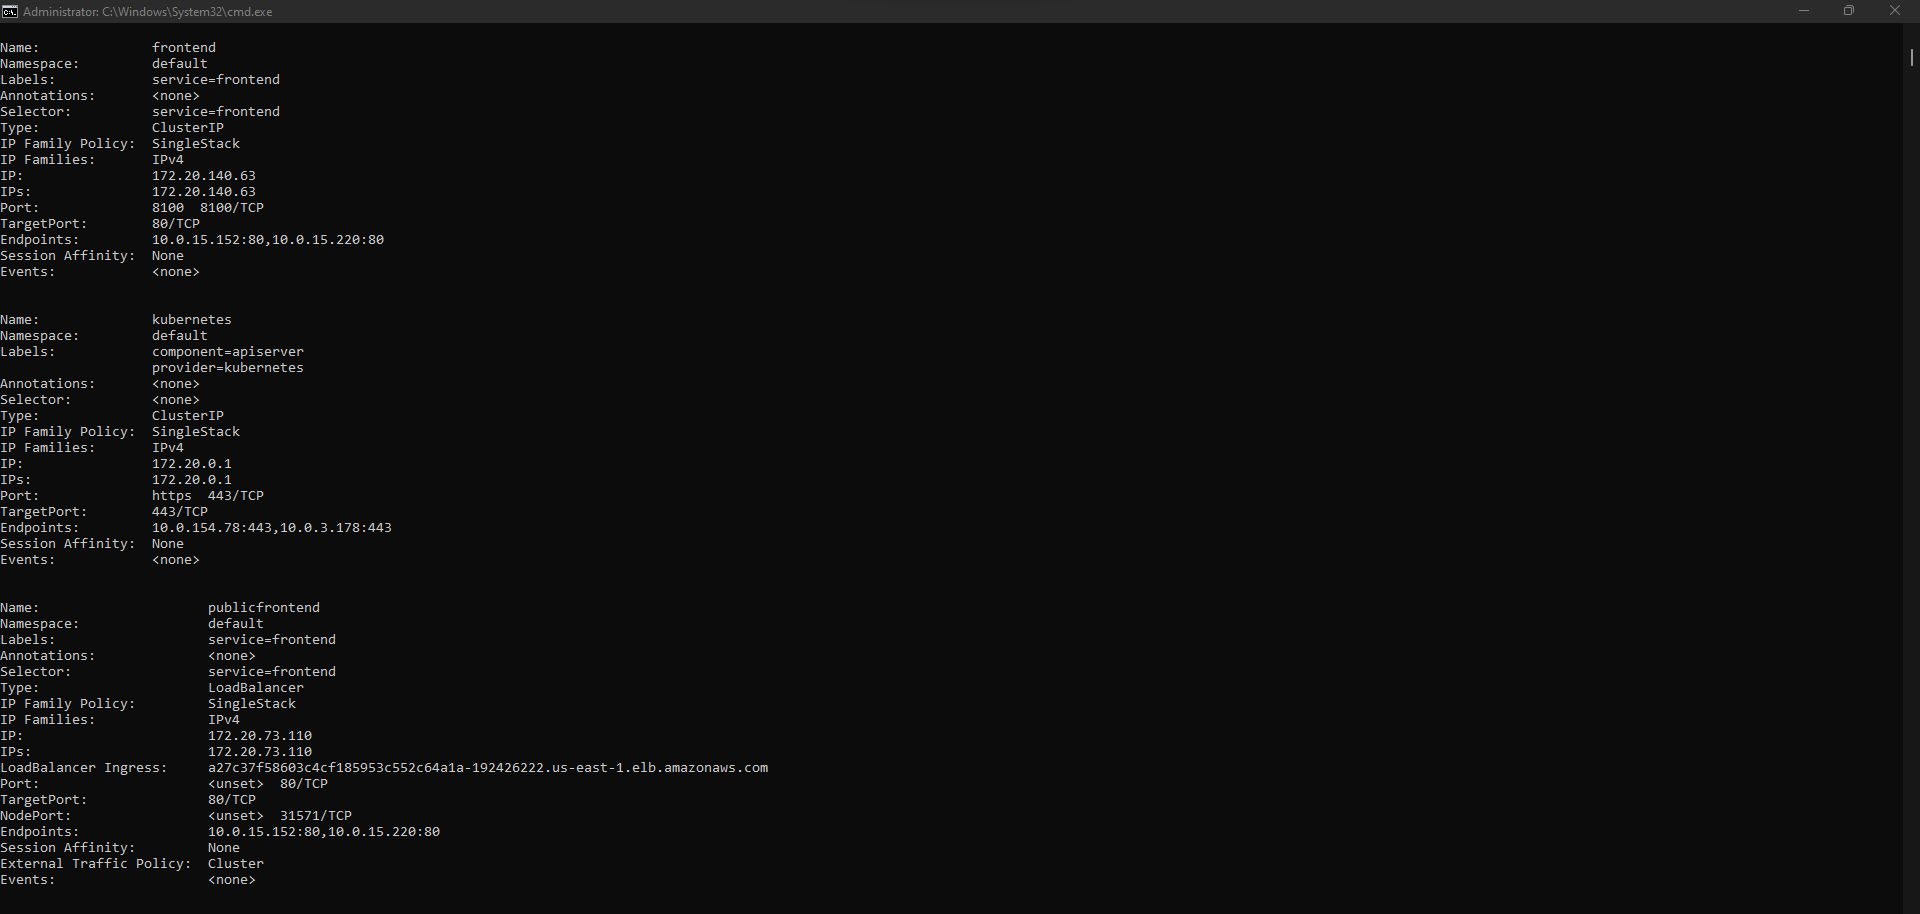 Administrator: C:\Windows\System32\cmd.exe
Name:              frontend
Namespace:         default
Labels:            service=frontend
Annotations:       <none>
Selector:          service=frontend
Type:              ClusterIP
IP Family Policy:  SingleStack
IP Families:       IPv4
IP:                172.20.140.63
IPs:               172.20.140.63
Port:              8100  8100/TCP
TargetPort:        80/TCP
Endpoints:         10.0.15.152:80,10.0.15.220:80
Session Affinity:  None
Events:            <none>
Name:              kubernetes
Namespace:         default
Labels:            component=apiserver
                   provider=kubernetes
Annotations:       <none>
Selector:          <none>
Type:              ClusterIP
IP Family Policy:  SingleStack
IP Families:       IPv4
IP:                172.20.0.1
IPs:               172.20.0.1
Port:              https  443/TCP
TargetPort:        443/TCP
Endpoints:         10.0.154.78:443,10.0.3.178:443
Session Affinity:  None
Events:            <none>
Name:                     publicfrontend
Namespace:                default
Labels:                   service=frontend
Annotations:              <none>
Selector:                 service=frontend
Type:                     LoadBalancer
IP Family Policy:         SingleStack
IP Families:              IPv4
IP:                       172.20.73.110
IPs:                      172.20.73.110
LoadBalancer Ingress:     a27c37f58603c4cf185953c552c64a1a-192426222.us-east-1.elb.amazonaws.com
Port:                     <unset>  80/TCP
TargetPort:               80/TCP
NodePort:                 <unset>  31571/TCP
Endpoints:                10.0.15.152:80,10.0.15.220:80
Session Affinity:         None
External Traffic Policy:  Cluster
Events:                   <none>